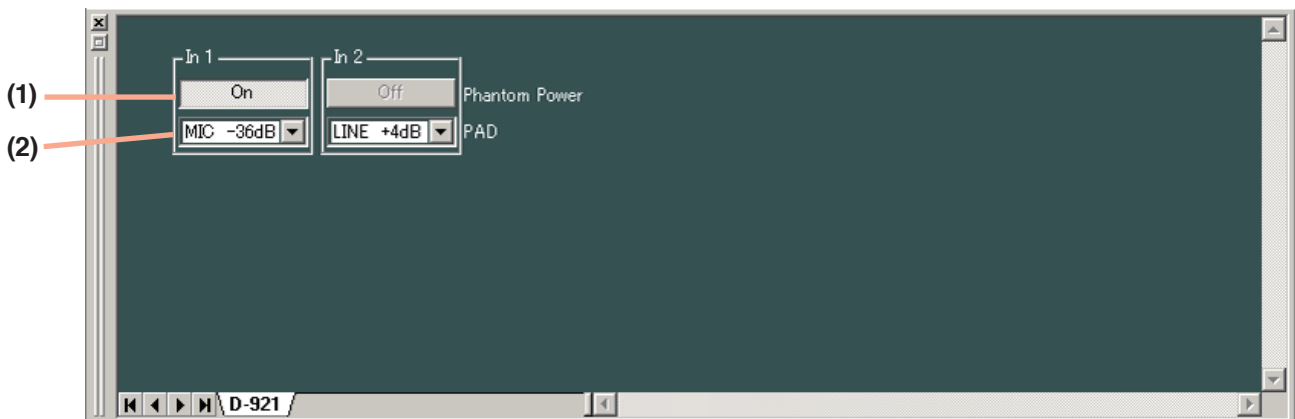 In 1 In 2
(1) On Off Phantom Power
(2) MIC -36dB LINE +4dB PAD
D-921